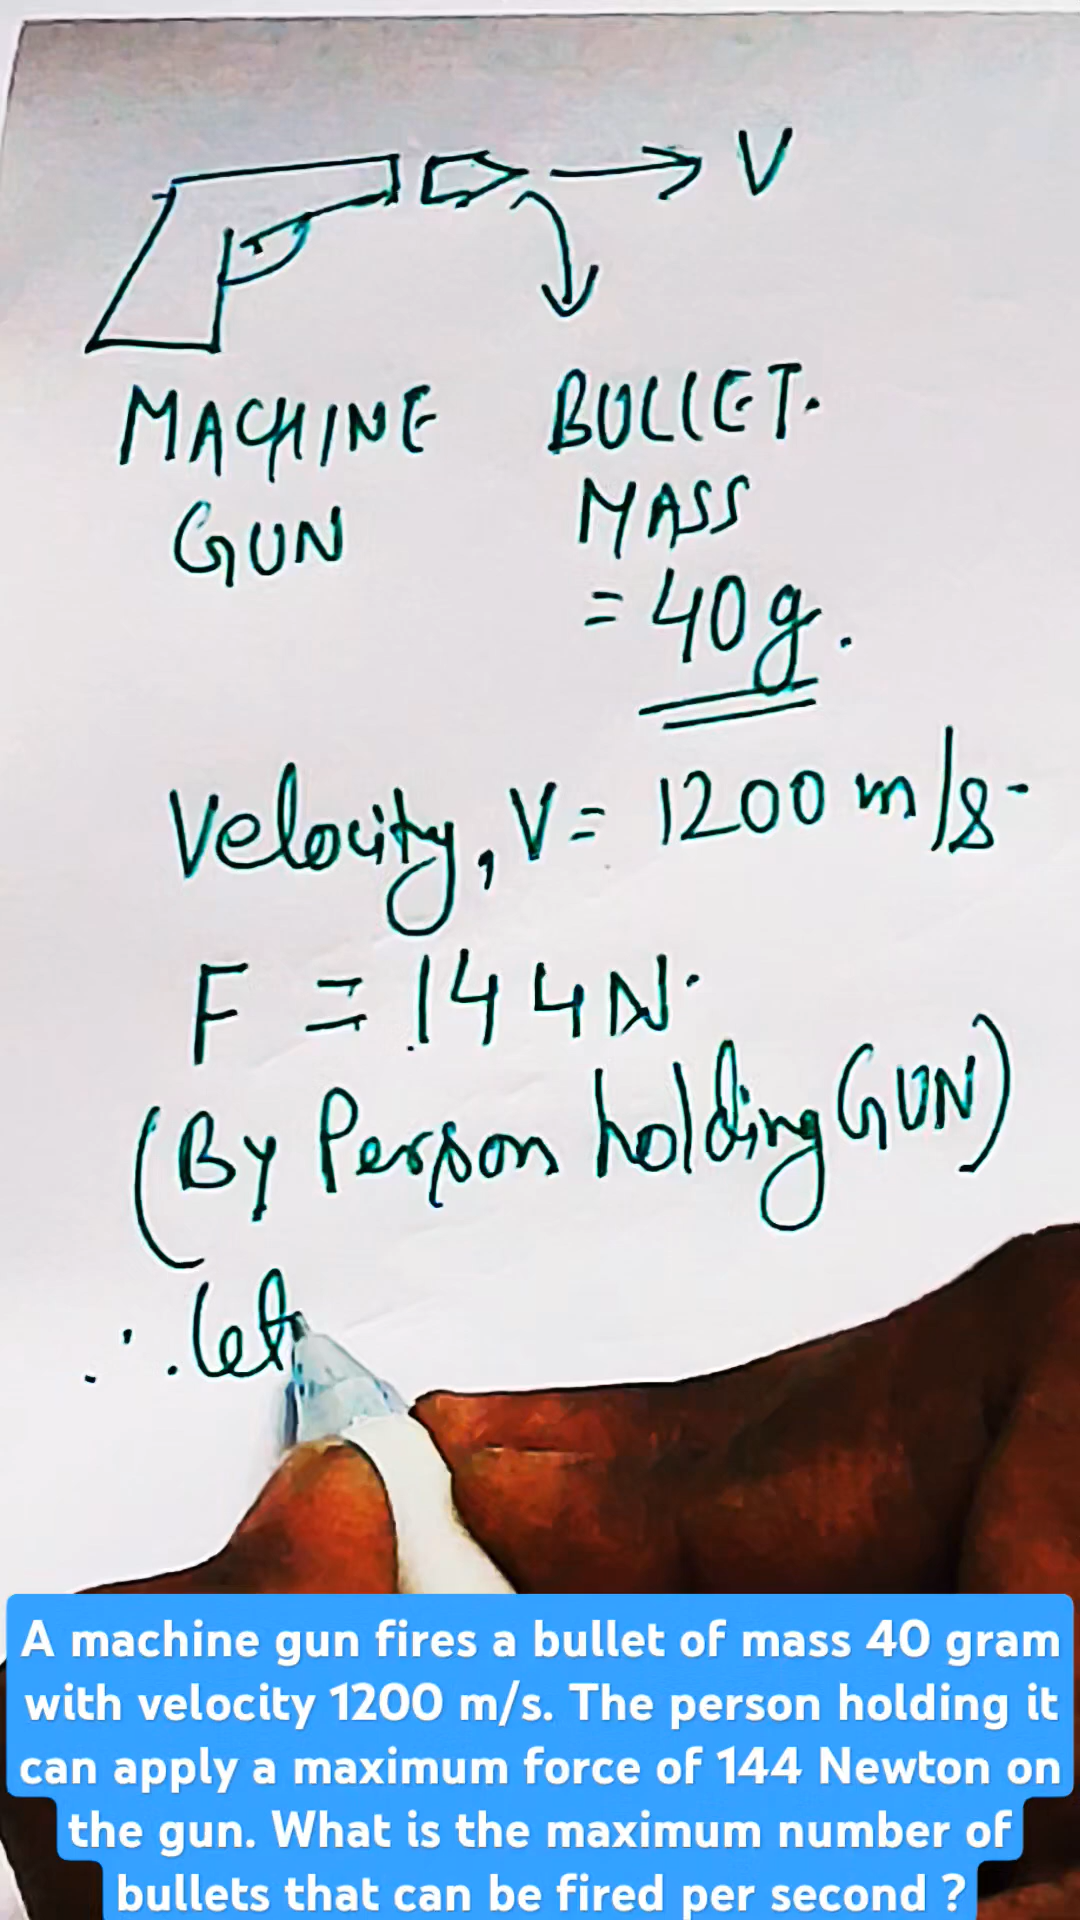 V
MACHINE BULLET.
GUN MASS
= 40g.
Velocity, V = 1200 m/s.
F = 144N.
(By Person holding GUN)
∴ let
A machine gun fires a bullet of mass 40 gram
with velocity 1200 m/s. The person holding it
can apply a maximum force of 144 Newton on
the gun. What is the maximum number of
bullets that can be fired per second ?